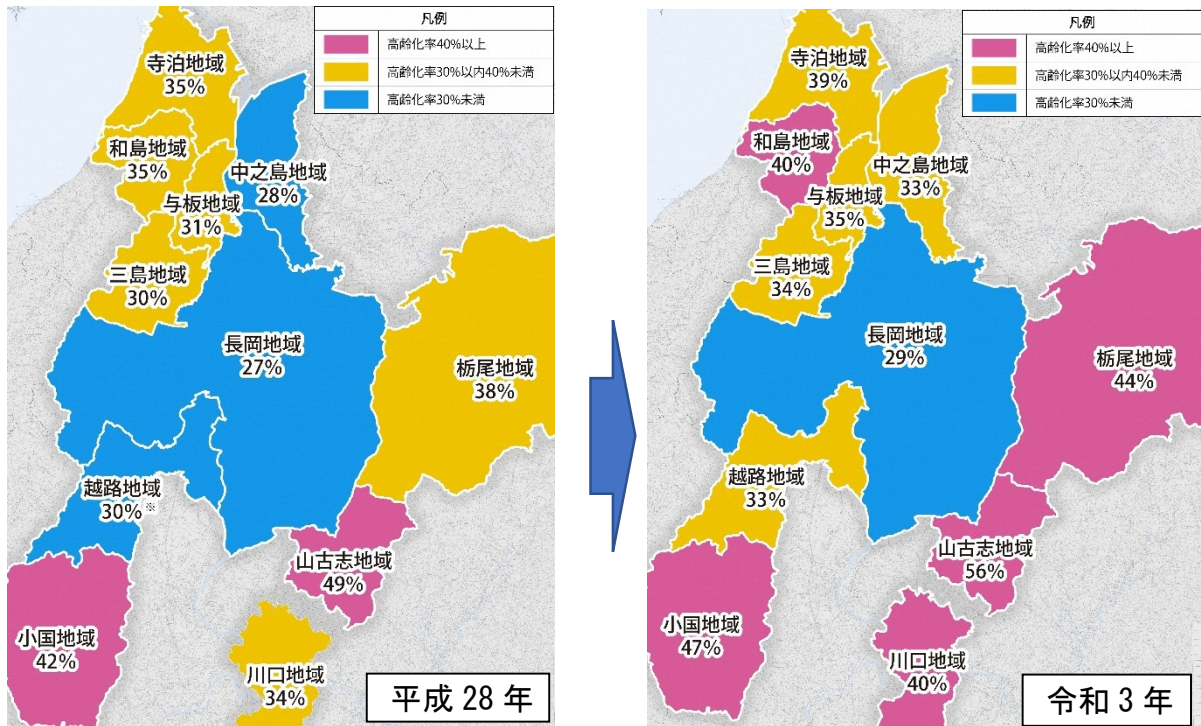 凡例
高齢化率40%以上
高齢化率30%以内40%未満
高齢化率30%未満
寺泊地域
35%
和島地域
35%
中之島地域
28%
与板地域
31%
三島地域
30%
長岡地域
27%
栃尾地域
38%
越路地域
30%※
山古志地域
49%
小国地域
42%
川口地域
34%
平成 28 年
凡例
高齢化率40%以上
高齢化率30%以内40%未満
高齢化率30%未満
寺泊地域
39%
和島地域
40%
中之島地域
33%
与板地域
35%
三島地域
34%
長岡地域
29%
栃尾地域
44%
越路地域
33%
山古志地域
56%
小国地域
47%
川口地域
40%
令和 3 年